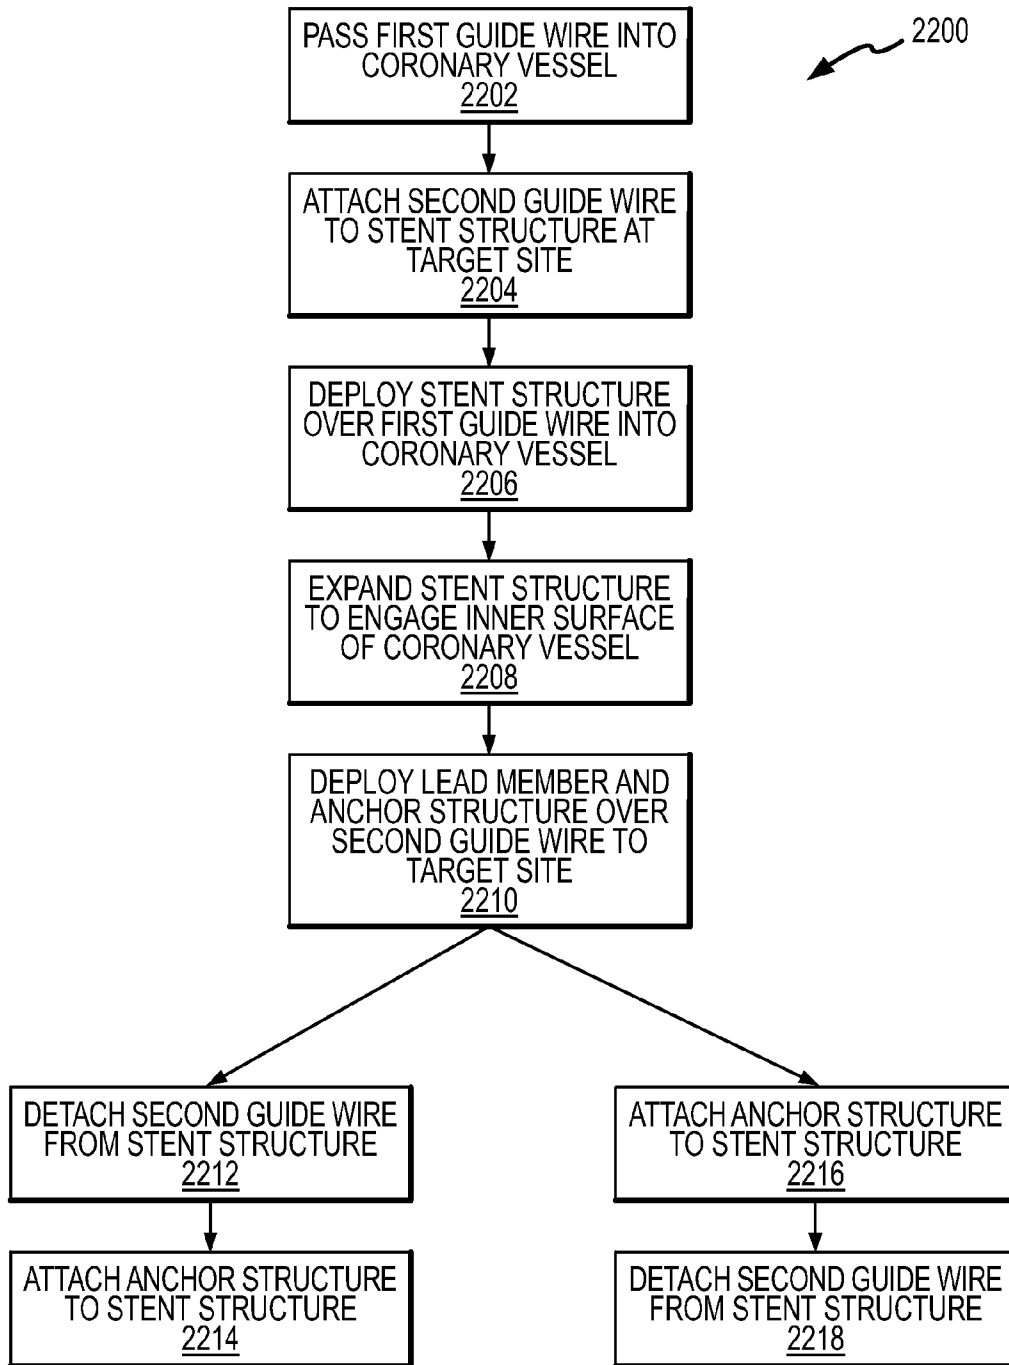 PASS FIRST GUIDE WIRE INTO
CORONARY VESSEL
2202
2200
ATTACH SECOND GUIDE WIRE
TO STENT STRUCTURE AT
TARGET SITE
2204
DEPLOY STENT STRUCTURE
OVER FIRST GUIDE WIRE INTO
CORONARY VESSEL
2206
EXPAND STENT STRUCTURE
TO ENGAGE INNER SURFACE
OF CORONARY VESSEL
2208
DEPLOY LEAD MEMBER AND
ANCHOR STRUCTURE OVER
SECOND GUIDE WIRE TO
TARGET SITE
2210
DETACH SECOND GUIDE WIRE
FROM STENT STRUCTURE
2212
ATTACH ANCHOR STRUCTURE
TO STENT STRUCTURE
2214
ATTACH ANCHOR STRUCTURE
TO STENT STRUCTURE
2216
DETACH SECOND GUIDE WIRE
FROM STENT STRUCTURE
2218